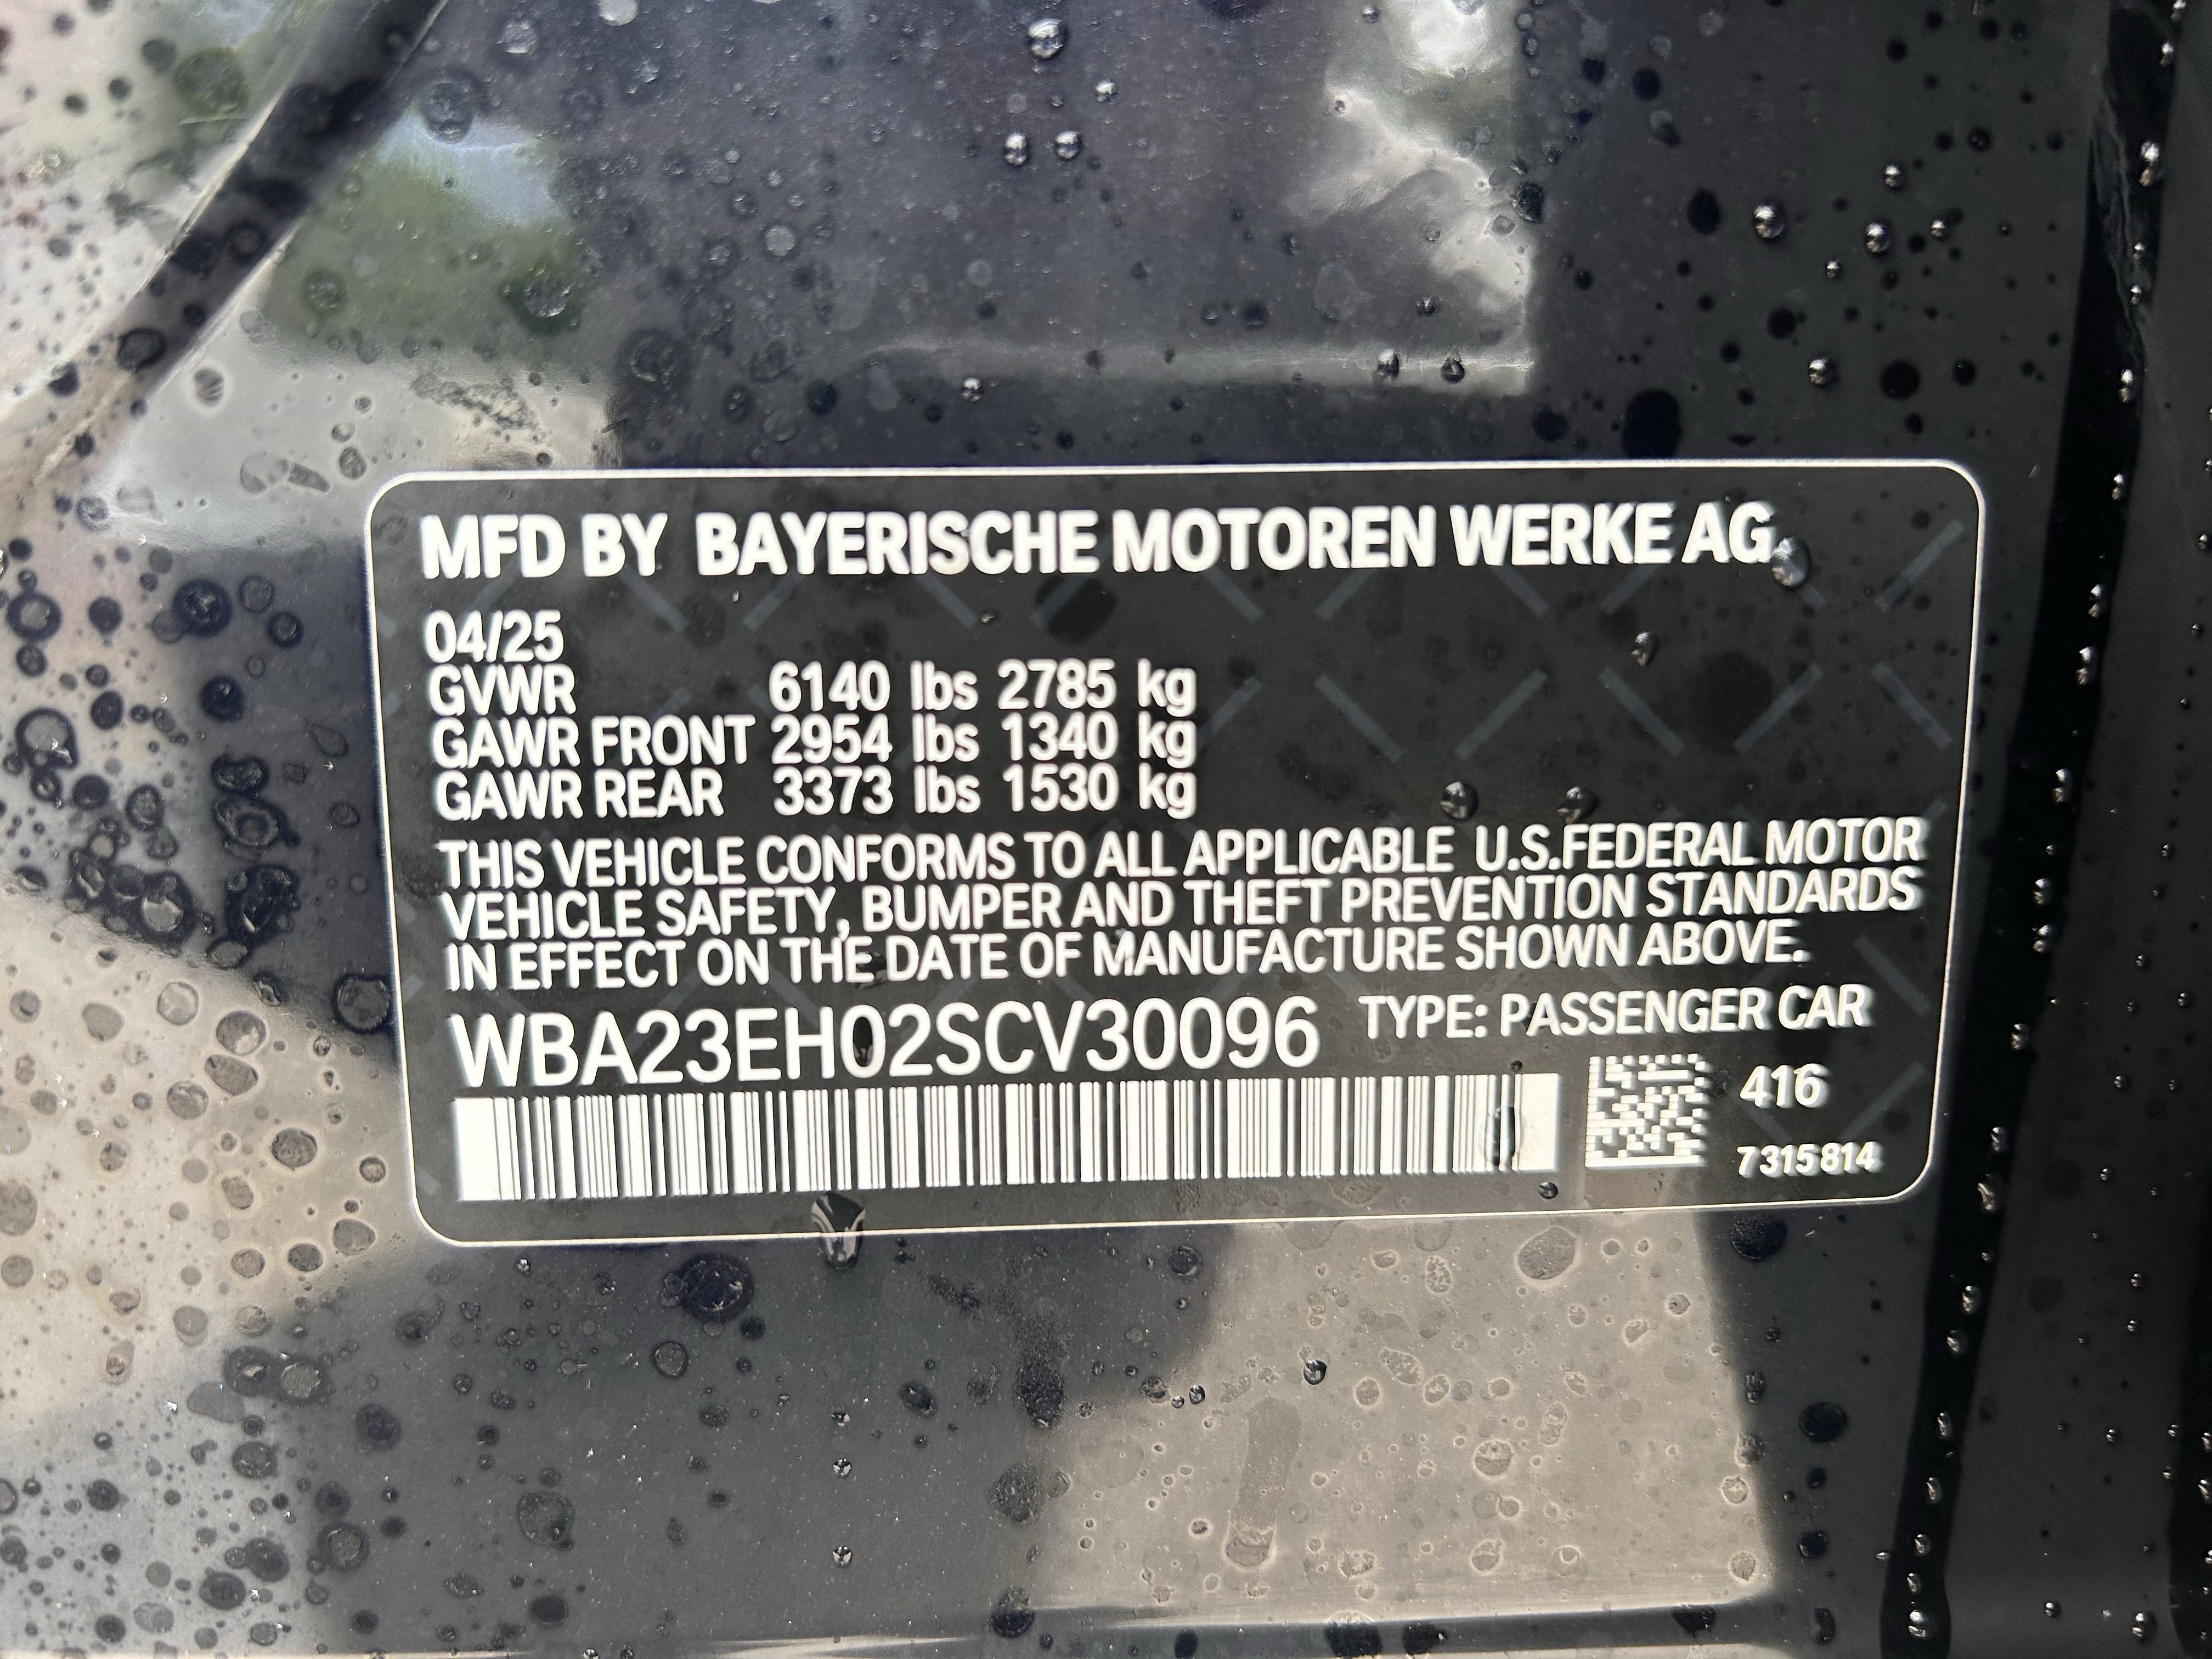 MFD BY BAYERISCHE MOTOREN WERKE AG
04/25
GVWR 6140 lbs 2785 kg
GAWR FRONT 2954 lbs 1340 kg
GAWR REAR 3373 lbs 1530 kg
THIS VEHICLE CONFORMS TO ALL APPLICABLE U.S.FEDERAL MOTOR
VEHICLE SAFETY, BUMPER AND THEFT PREVENTION STANDARDS
IN EFFECT ON THE DATE OF MANUFACTURE SHOWN ABOVE.
WBA23EH02SCV30096 TYPE: PASSENGER CAR
416
7315814